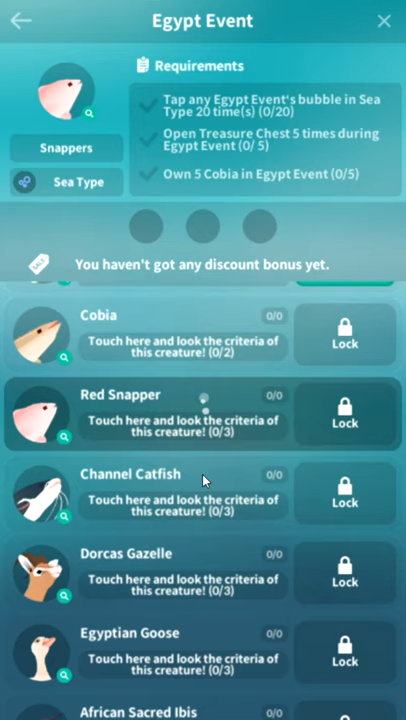 Egypt Event
Requirements
Tap any Egypt Event's bubble in Sea
Type 20 time(s) (0/20)
Open Treasure Chest 5 times during
Egypt Event (0/ 5)
Own 5 Cobia in Egypt Event (0/5)
Snappers
Sea Type
SALE
You haven't got any discount bonus yet.
Cobia
0/0
Touch here and look the criteria of
this creature! (0/2)
Lock
Red Snapper
0/0
Touch here and look the criteria of
this creature! (0/3)
Lock
Channel Catfish
0/0
Touch here and look the criteria of
this creature! (0/3)
Lock
Dorcas Gazelle
0/0
Touch here and look the criteria of
this creature! (0/3)
Lock
Egyptian Goose
0/0
Touch here and look the criteria of
this creature! (0/3)
Lock
African Sacred Ibis
0/0